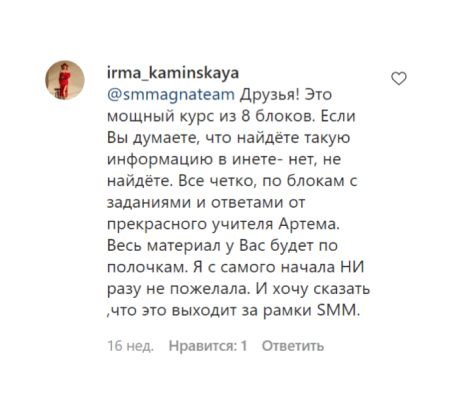 irma_kaminskaya
@smmagnateam Друзья! Это
мощный курс из 8 блоков. Если
Вы думаете, что найдёте такую
информацию в инете- нет, не
найдёте. Все четко, по блокам с
заданиями и ответами от
прекрасного учителя Артема.
Весь материал у Вас будет по
полочкам. Я с самого начала НИ
разу не пожелала. И хочу сказать
,что это выходит за рамки SMM.
16 нед. Нравится: 1 Ответить